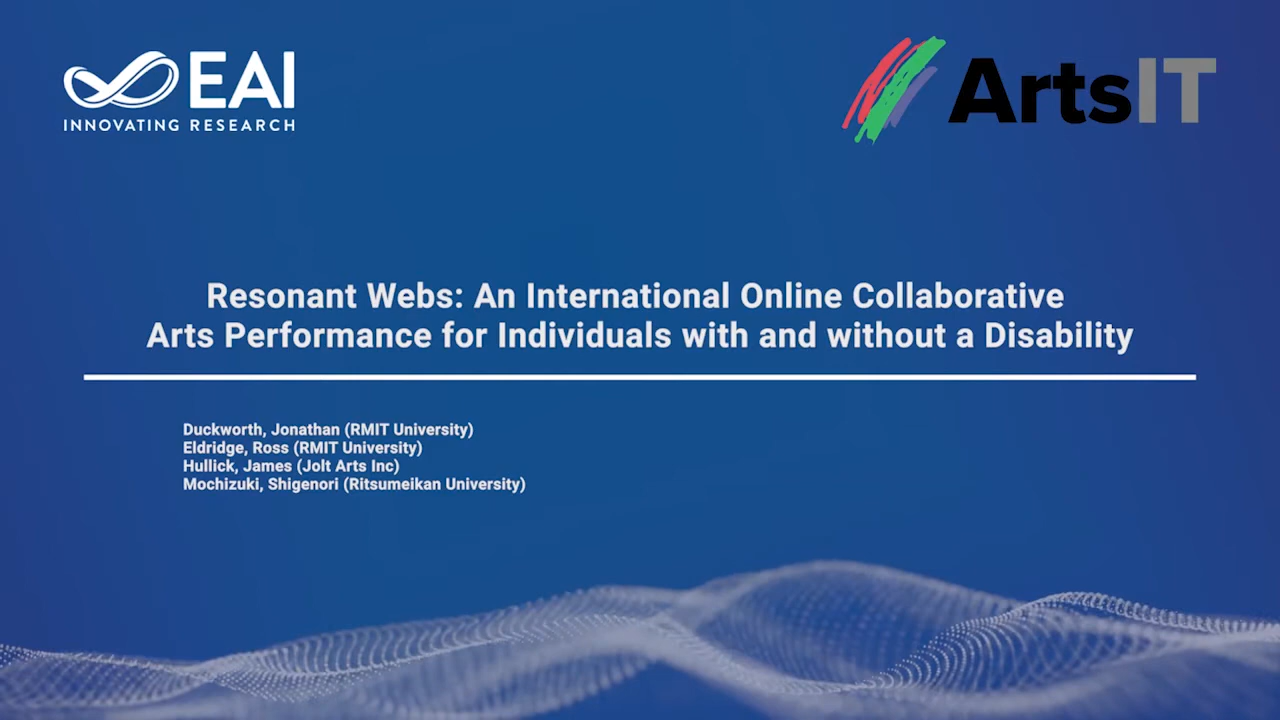 EAI
INNOVATING RESEARCH
ArtsIT
Resonant Webs: An International Online Collaborative
Arts Performance for Individuals with and without a Disability
Duckworth, Jonathan (RMIT University)
Eldridge, Ross (RMIT University)
Hullick, James (Jolt Arts Inc)
Mochizuki, Shigenori (Ritsumeikan University)